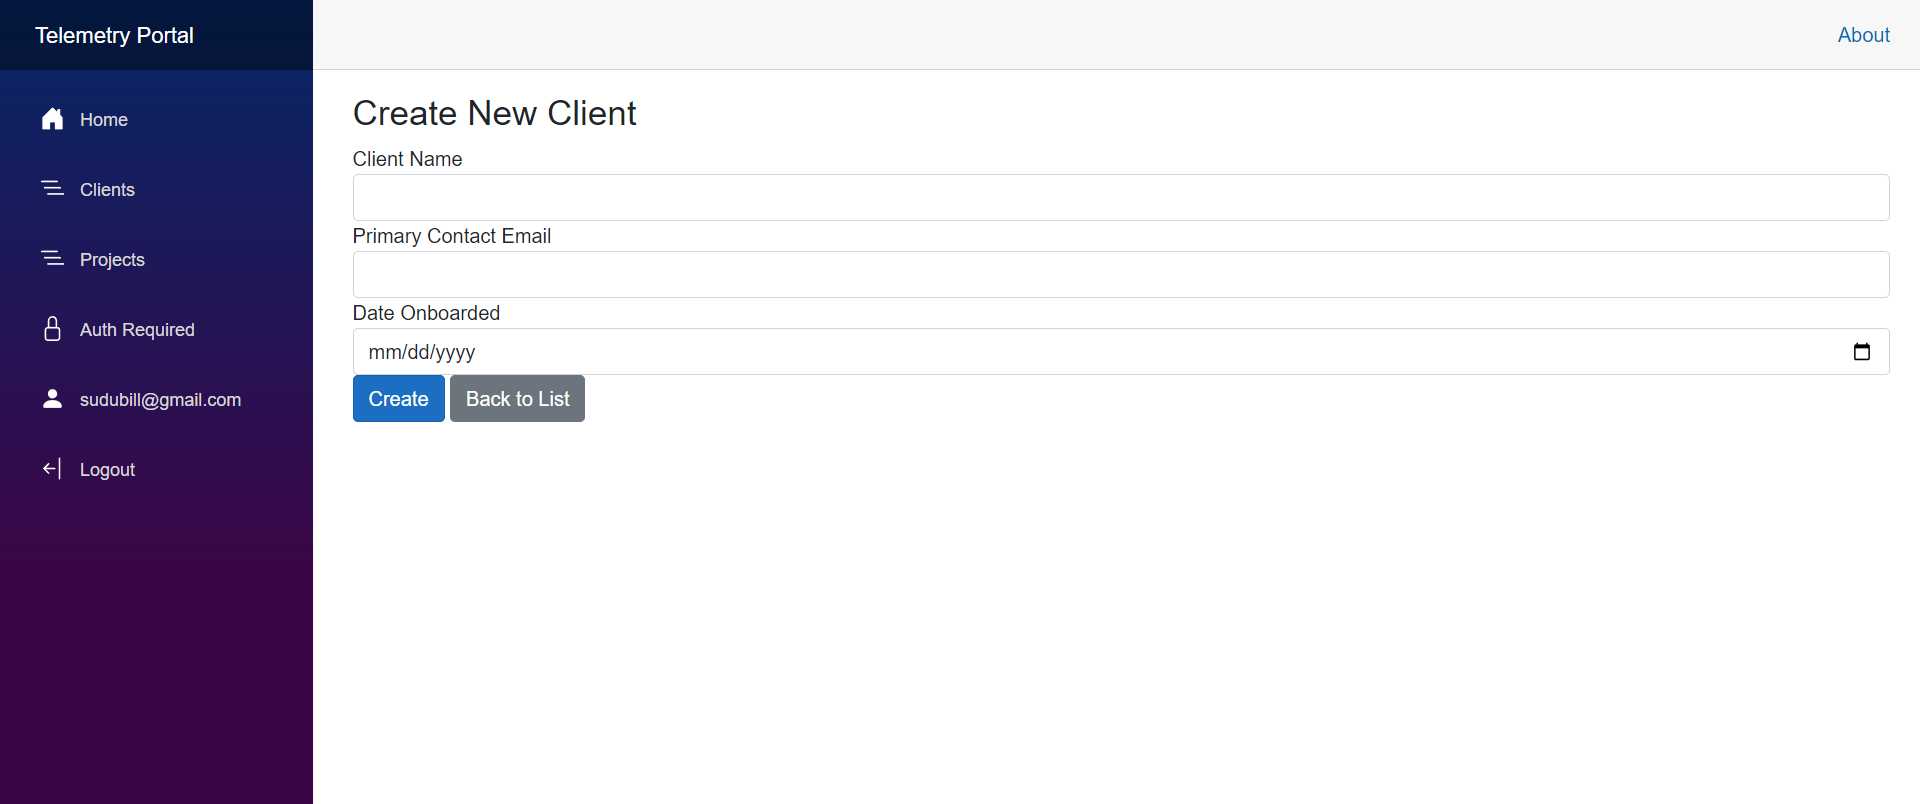 Telemetry Portal
About
Home
Clients
Projects
Auth Required
sudubill@gmail.com
Logout
Create New Client
Client Name
Primary Contact Email
Date Onboarded
mm/dd/yyyy
Create
Back to List